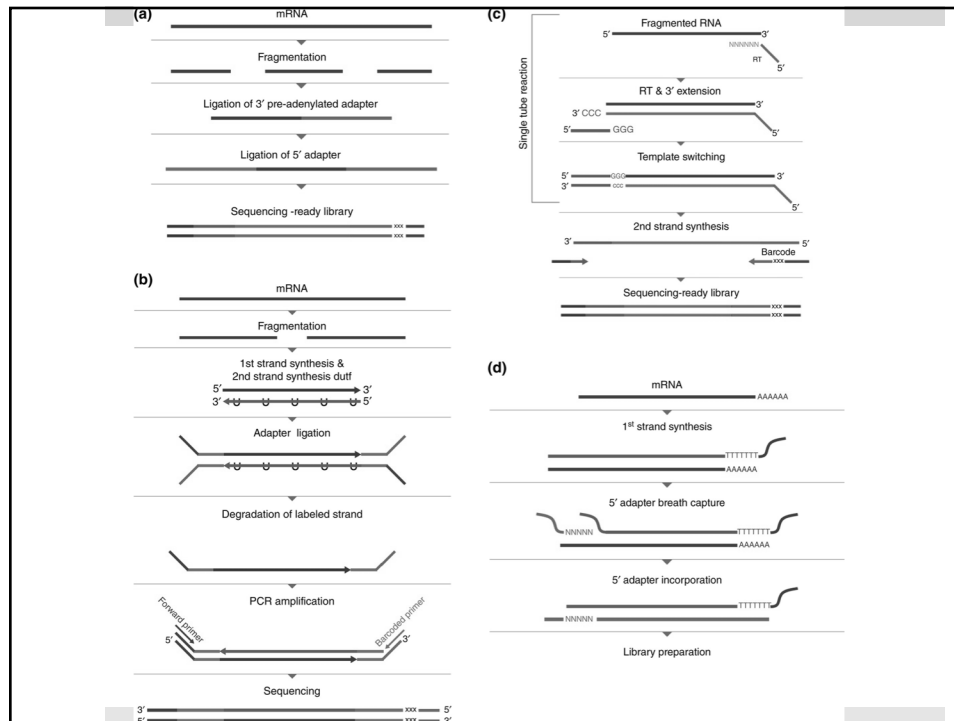 (a)
mRNA
Fragmentation
Ligation of 3′ pre-adenylated adapter
Ligation of 5′ adapter
Sequencing -ready library
xxx
(b)
mRNA
Fragmentation
1st strand synthesis &
2nd strand synthesis dutf
5′ 3′
3′ U U U U U 5′
Adapter ligation
U U U U U
Degradation of labeled strand
PCR amplification
Forward primer
Barcoded primer
5′ 3′
Sequencing
3′ xxx 5′
5′ xxx 3′
(c)
Single tube reaction
Fragmented RNA
5′ 3′
NNNNNN
RT
5′
RT & 3′ extension
3′
3′ CCC
5′
5′ GGG
Template switching
5′ GGG 3′
3′ CCC
5′
2nd strand synthesis
3′ 5′
Barcode
xxx
Sequencing-ready library
xxx
(d)
mRNA
AAAAAA
1st strand synthesis
TTTTTTT
AAAAAA
5′ adapter breath capture
NNNNN TTTTTTT
AAAAAA
5′ adapter incorporation
TTTTTTT
NNNNN
Library preparation